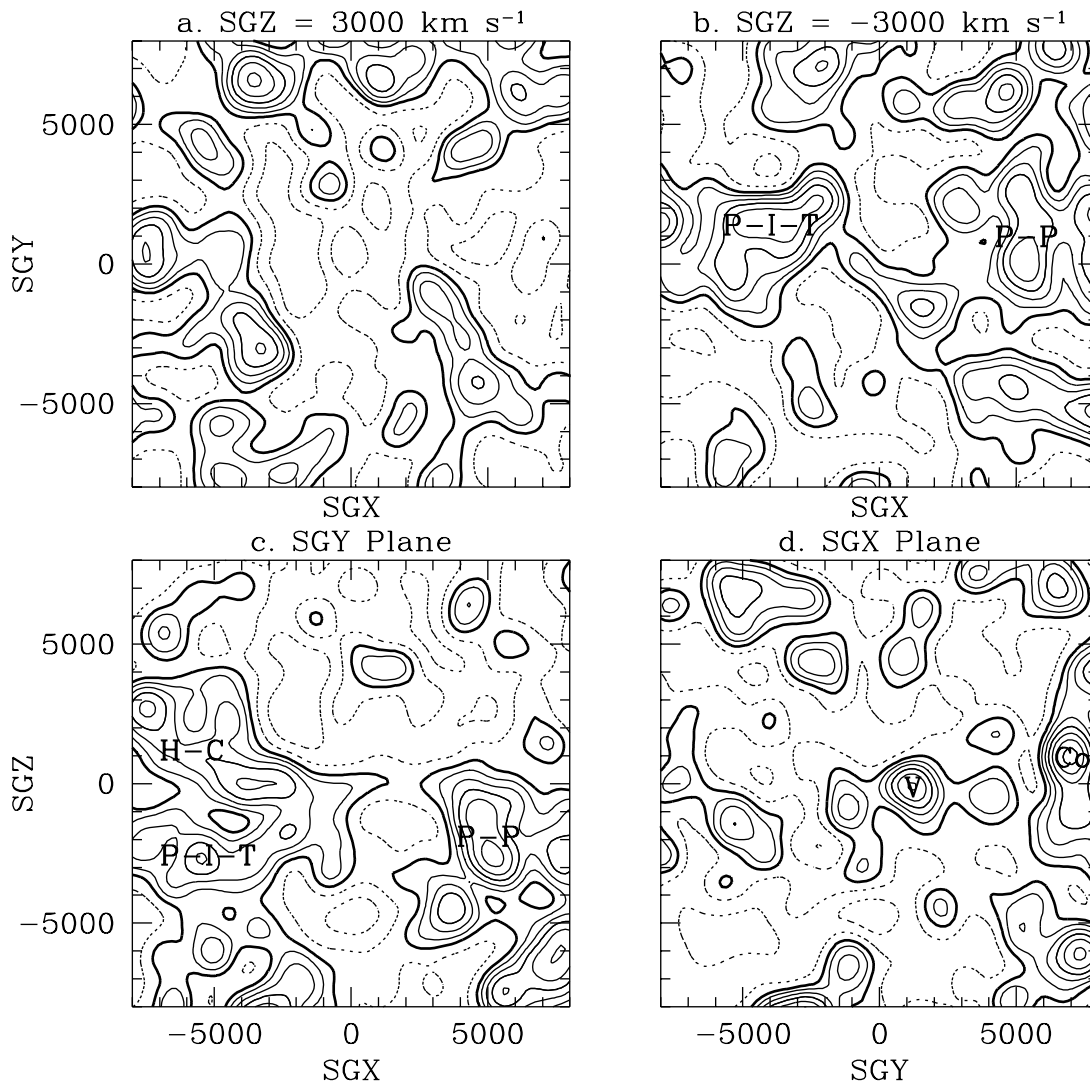 a. SGZ = 3000 km s⁻¹
b. SGZ = −3000 km s⁻¹
5000
0
−5000
SGY
P−I−T
P−P
SGX
SGX
c. SGY Plane
d. SGX Plane
5000
0
−5000
SGZ
H−C
P−I−T
P−P
V
Co
−5000
0
5000
−5000
0
5000
SGX
SGY